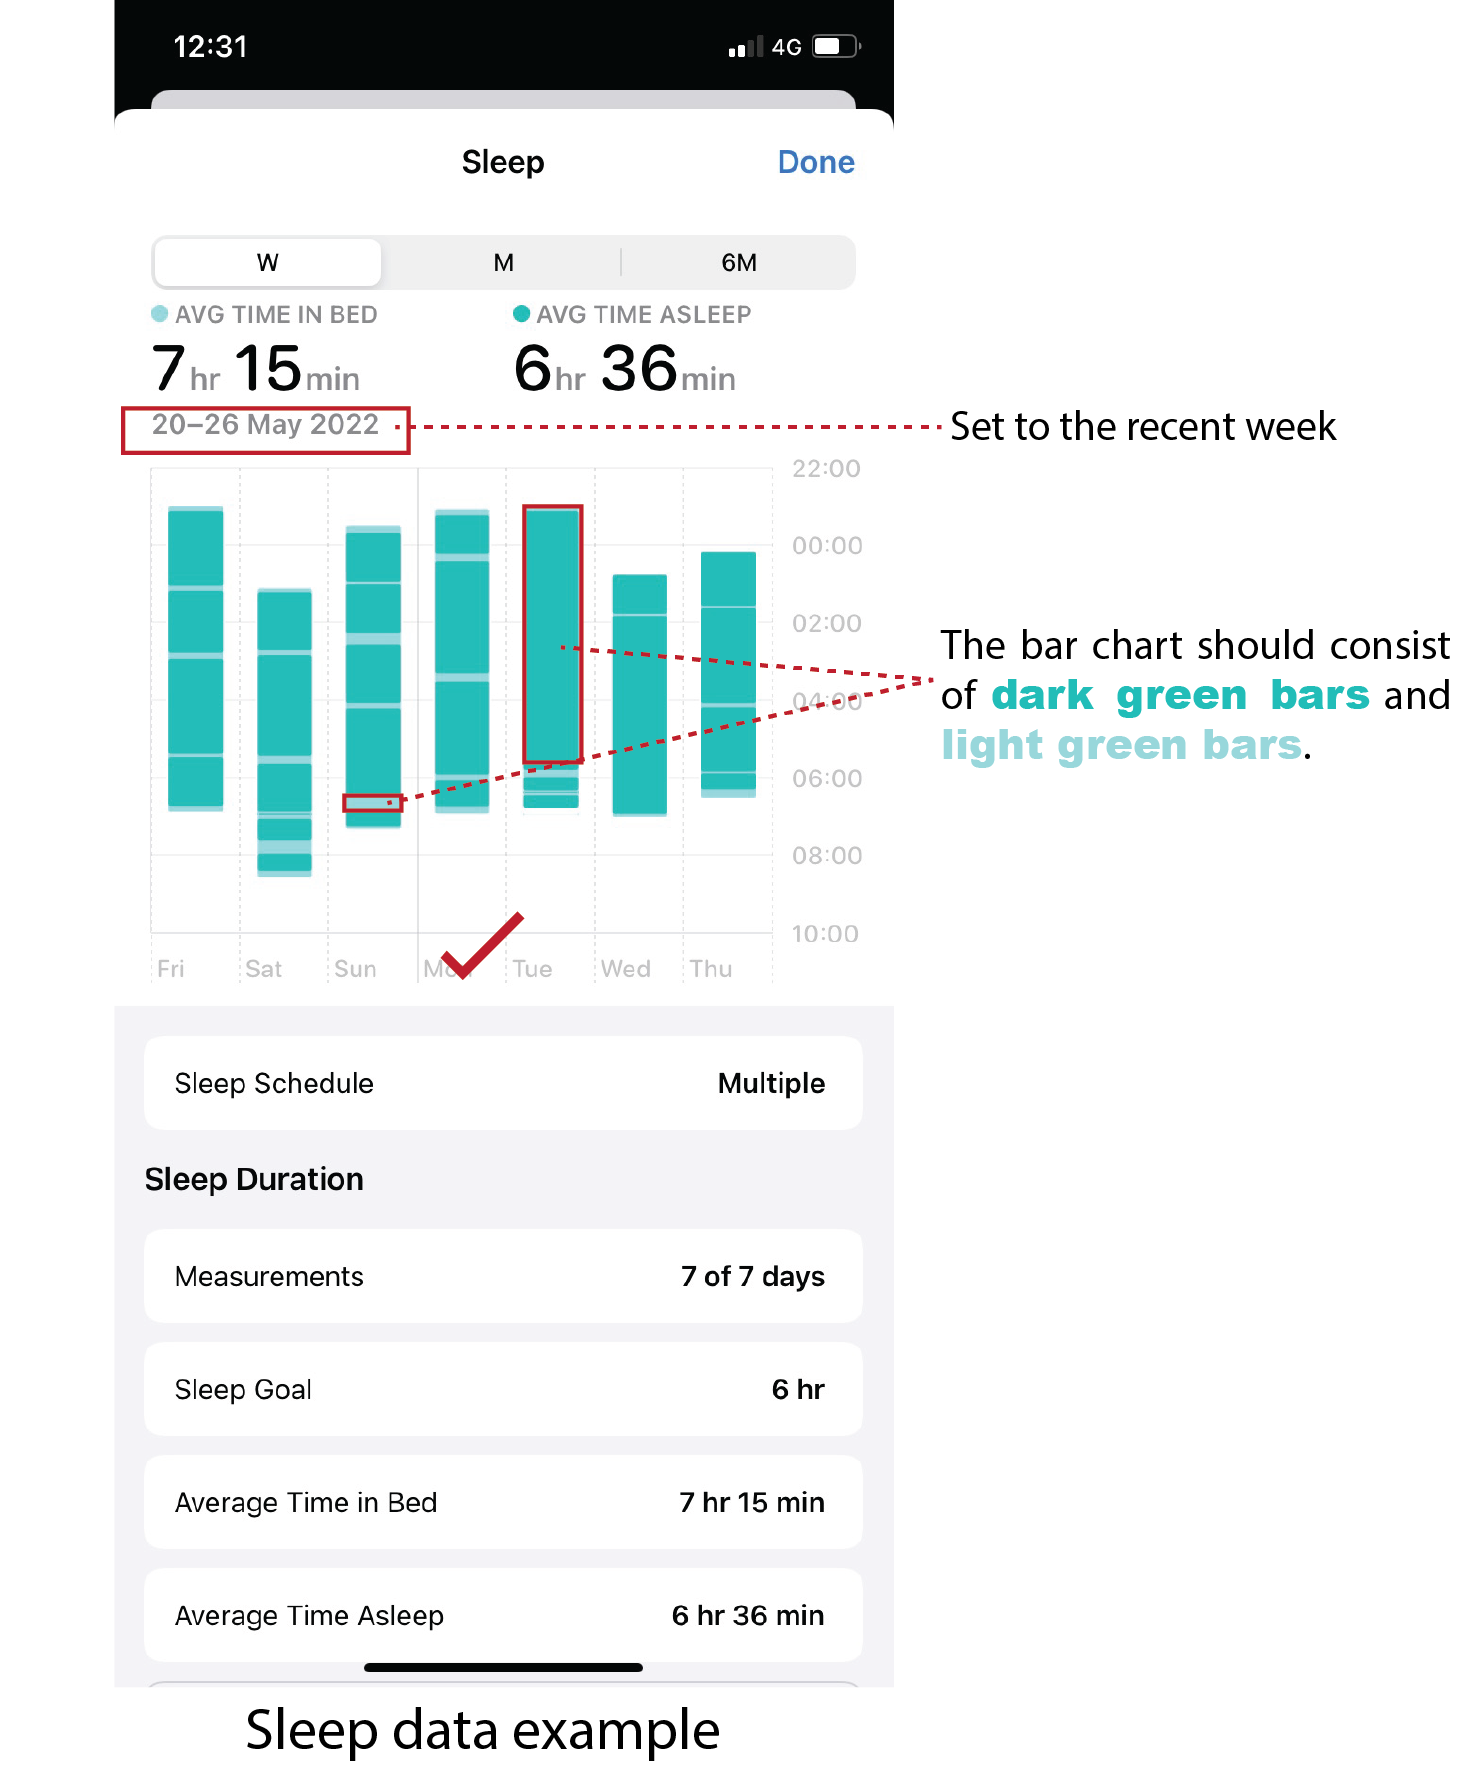 12:31
4G
Sleep
Done
W
M
6M
AVG TIME IN BED
AVG TIME ASLEEP
7 hr 15 min
6 hr 36 min
20–26 May 2022
Set to the recent week
22:00
00:00
02:00
04:00
06:00
08:00
10:00
The bar chart should consist
of dark green bars and
light green bars.
Fri
Sat
Sun
Tue
Wed
Thu
Sleep Schedule
Multiple
Sleep Duration
Measurements
7 of 7 days
Sleep Goal
6 hr
Average Time in Bed
7 hr 15 min
Average Time Asleep
6 hr 36 min
Sleep data example